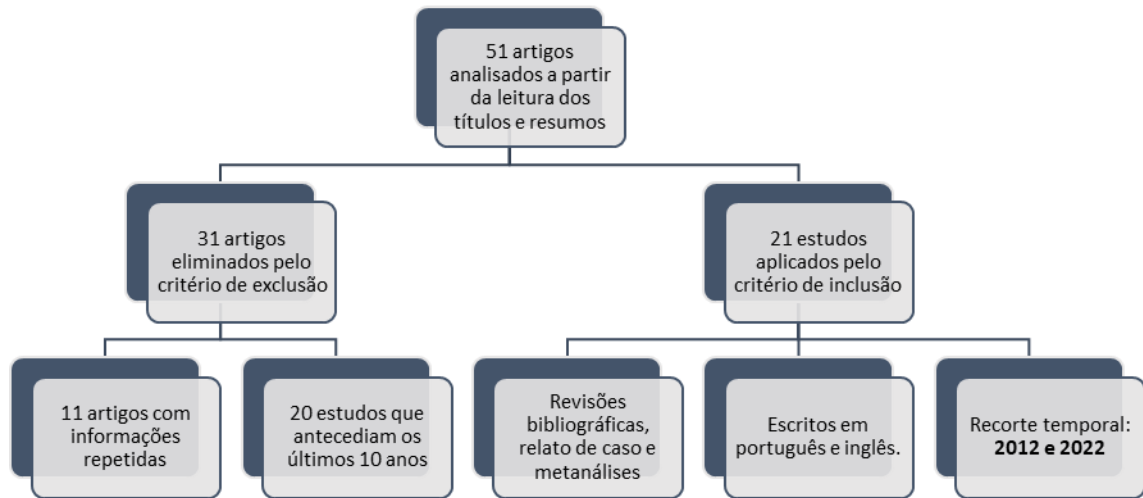 51 artigos
analisados a partir
da leitura dos
títulos e resumos
31 artigos
eliminados pelo
critério de exclusão
21 estudos
aplicados pelo
critério de inclusão
11 artigos com
informações
repetidas
20 estudos que
antecediam os
últimos 10 anos
Revisões
bibliográficas,
relato de caso e
metanálises
Escritos em
português e inglês.
Recorte temporal:
2012 e 2022